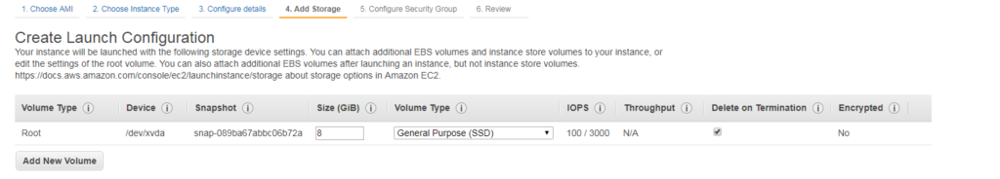 1. Choose AMI 2. Choose Instance Type 3. Configure details 4. Add Storage 5. Configure Security Group 6. Review
Create Launch Configuration
Your instance will be launched with the following storage device settings. You can attach additional EBS volumes and instance store volumes to your instance, or
edit the settings of the root volume. You can also attach additional EBS volumes after launching an instance, but not instance store volumes.
https://docs.aws.amazon.com/console/ec2/launchinstance/storage about storage options in Amazon EC2.
Volume Type i Device i Snapshot i Size (GiB) i Volume Type i IOPS i Throughput i Delete on Termination i Encrypted i
Root /dev/xvda snap-089ba67abbc06b72a 8 General Purpose (SSD) 100 / 3000 N/A No
Add New Volume